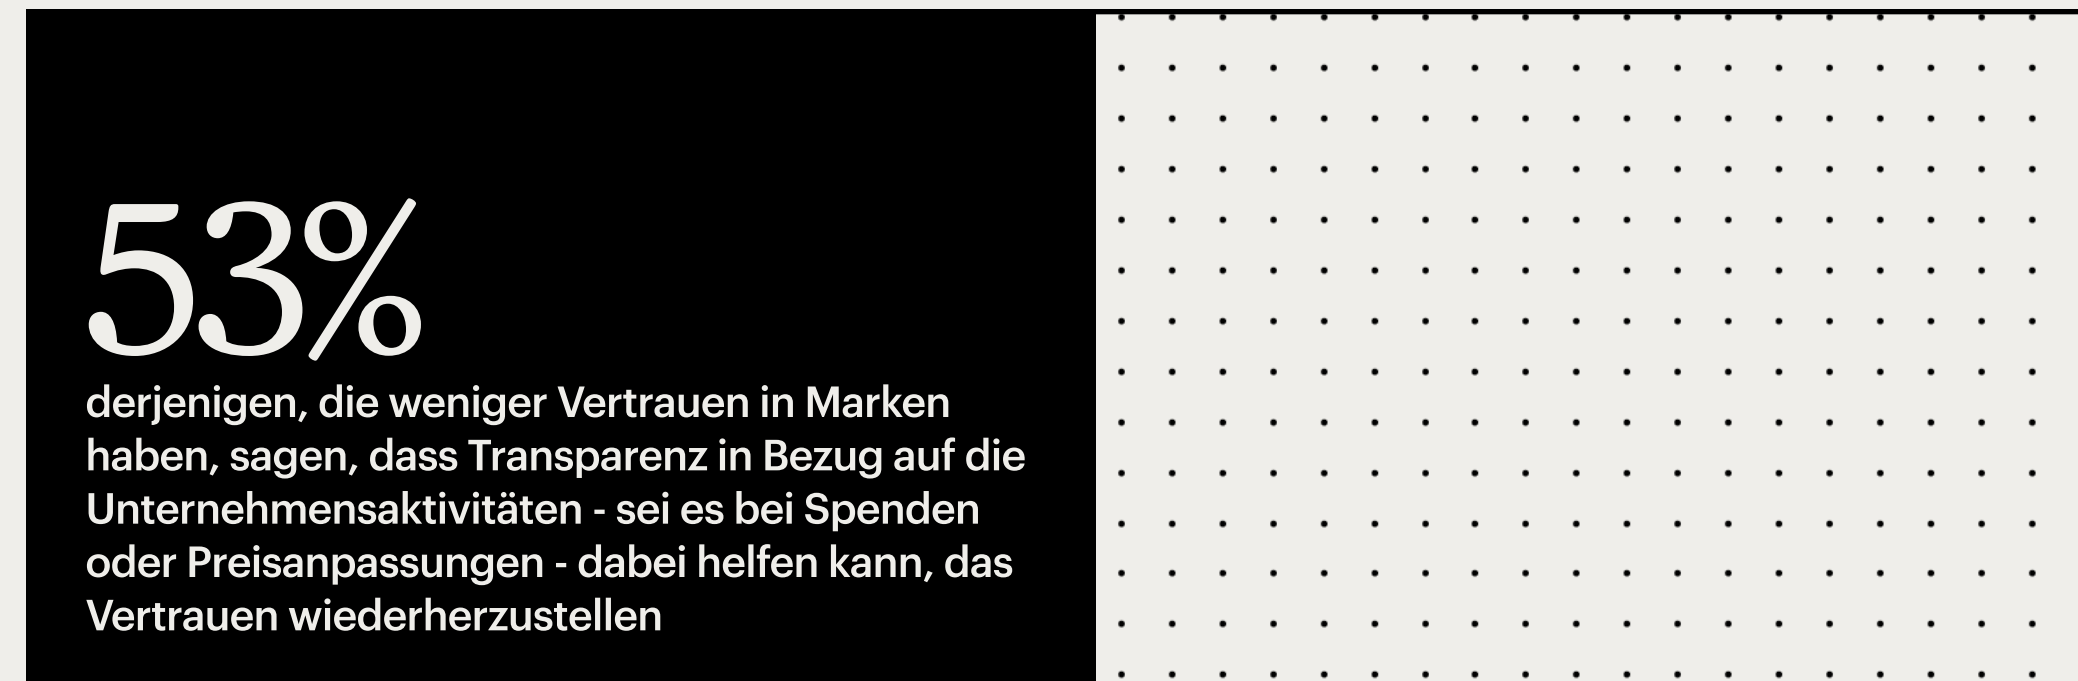 53%
derjenigen, die weniger Vertrauen in Marken
haben, sagen, dass Transparenz in Bezug auf die
Unternehmensaktivitäten - sei es bei Spenden
oder Preisanpassungen - dabei helfen kann, das
Vertrauen wiederherzustellen